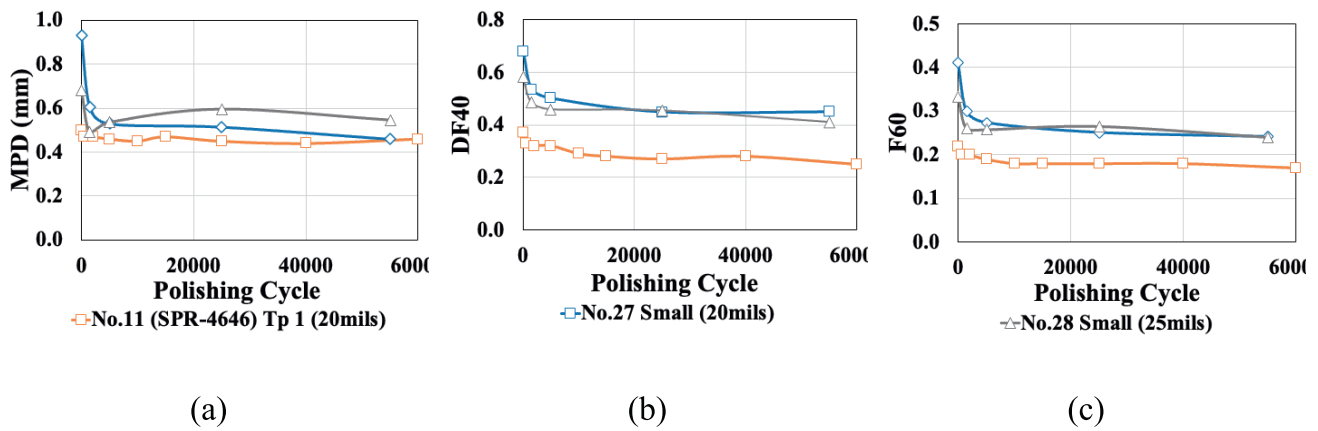 1.0
0.8
0.6
0.4
0.2
0.0
MPD (mm)
0 20000 40000 6000
Polishing Cycle
No.11 (SPR-4646) Tp 1 (20mils)
(a)
0.8
0.6
0.4
0.2
0.0
DF40
0 20000 40000 6000
Polishing Cycle
No.27 Small (20mils)
(b)
0.5
0.4
0.3
0.2
0.1
0.0
F60
0 20000 40000 6000
Polishing Cycle
No.28 Small (25mils)
(c)